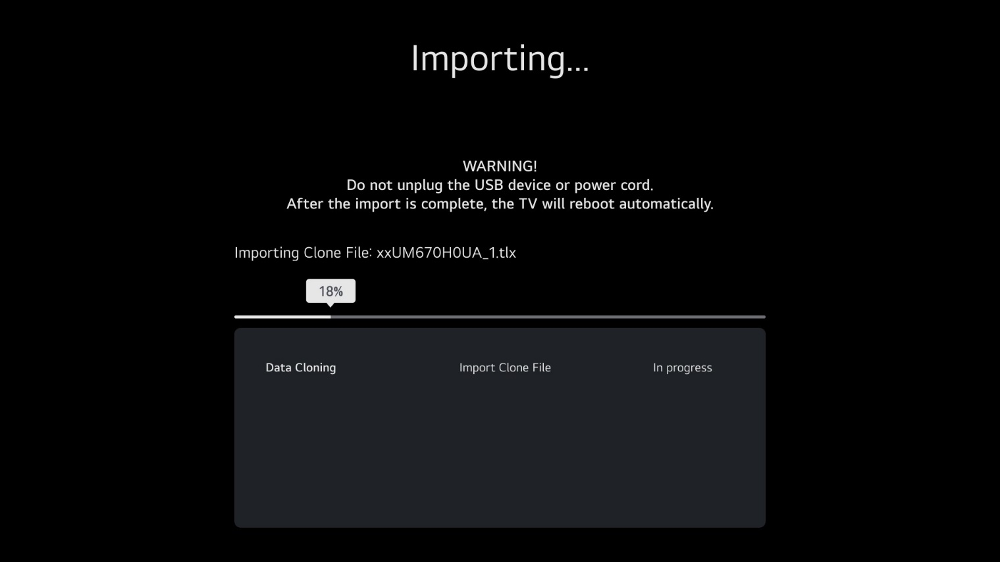 Importing...
WARNING!
Do not unplug the USB device or power cord.
After the import is complete, the TV will reboot automatically.
Importing Clone File: xxUM670H0UA_1.tlx
18%
Data Cloning Import Clone File In progress